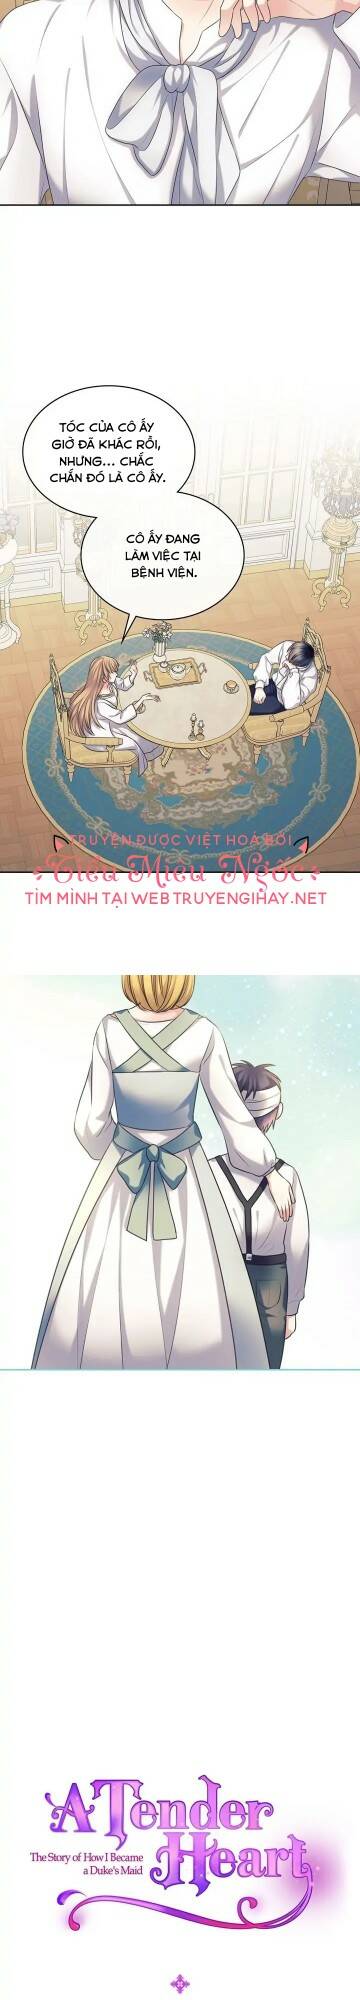 TÓC CỦA CÔ ẤY
GIỜ ĐÃ KHÁC RỒI,
NHƯNG... CHẮC
CHẮN ĐÓ LÀ CÔ ẤY.
CÔ ẤY ĐANG
LÀM VIỆC TẠI
BỆNH VIỆN.
TRUYỆN ĐƯỢC VIỆT HOÁ BỞI
Tiểu Miêu Ngốc
TÌM MÌNH TẠI WEB TRUYENGIHAY.NET
A Tender
The Story of How I Became
a Duke's Maid
Heart